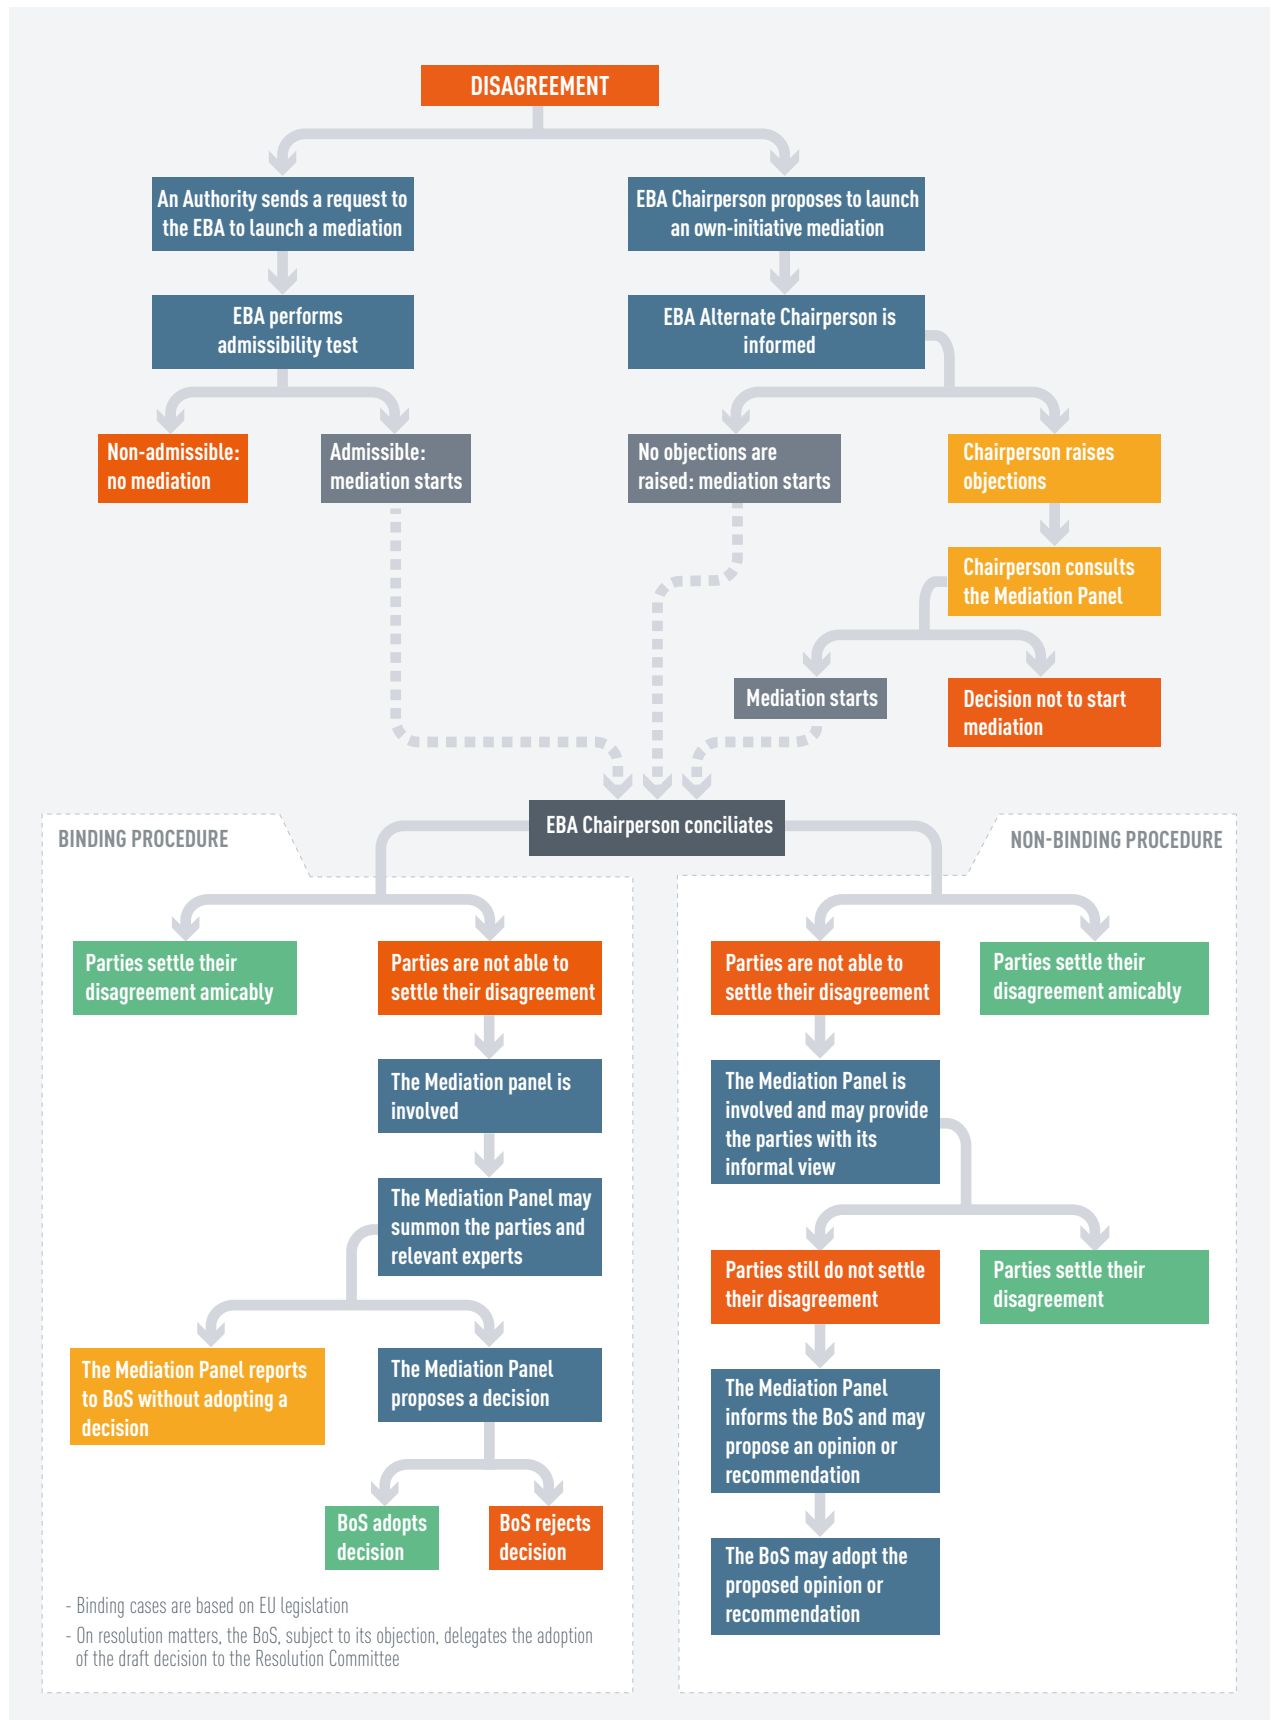 DISAGREEMENT
An Authority sends a request to
the EBA to launch a mediation
EBA Chairperson proposes to launch
an own-initiative mediation
EBA performs
admissibility test
EBA Alternate Chairperson is
informed
Non-admissible:
no mediation
Admissible:
mediation starts
No objections are
raised: mediation starts
Chairperson raises
objections
Chairperson consults
the Mediation Panel
Mediation starts
Decision not to start
mediation
EBA Chairperson conciliates
BINDING PROCEDURE
Parties settle their
disagreement amicably
Parties are not able to
settle their disagreement
The Mediation panel is
involved
The Mediation Panel may
summon the parties and
relevant experts
The Mediation Panel reports
to BoS without adopting a
decision
The Mediation Panel
proposes a decision
BoS adopts
decision
BoS rejects
decision
- Binding cases are based on EU legislation
- On resolution matters, the BoS, subject to its objection, delegates the adoption
of the draft decision to the Resolution Committee
NON-BINDING PROCEDURE
Parties are not able to
settle their disagreement
Parties settle their
disagreement amicably
The Mediation Panel is
involved and may provide
the parties with its
informal view
Parties still do not settle
their disagreement
Parties settle their
disagreement
The Mediation Panel
informs the BoS and may
propose an opinion or
recommendation
The BoS may adopt the
proposed opinion or
recommendation